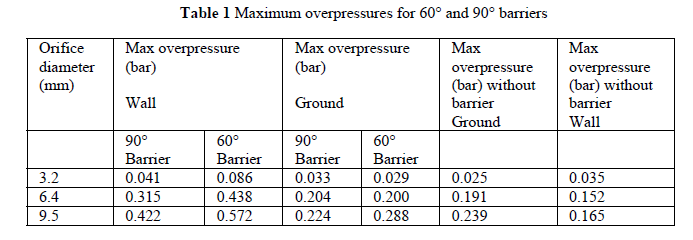 Table 1 Maximum overpressures for 60° and 90° barriers
Orifice diameter (mm) Max overpressure (bar) Wall Max overpressure (bar) Ground Max overpressure (bar) without barrier Ground Max overpressure (bar) without barrier Wall
90° Barrier 60° Barrier 90° Barrier 60° Barrier
3.2 0.041 0.086 0.033 0.029 0.025 0.035
6.4 0.315 0.438 0.204 0.200 0.191 0.152
9.5 0.422 0.572 0.224 0.288 0.239 0.165